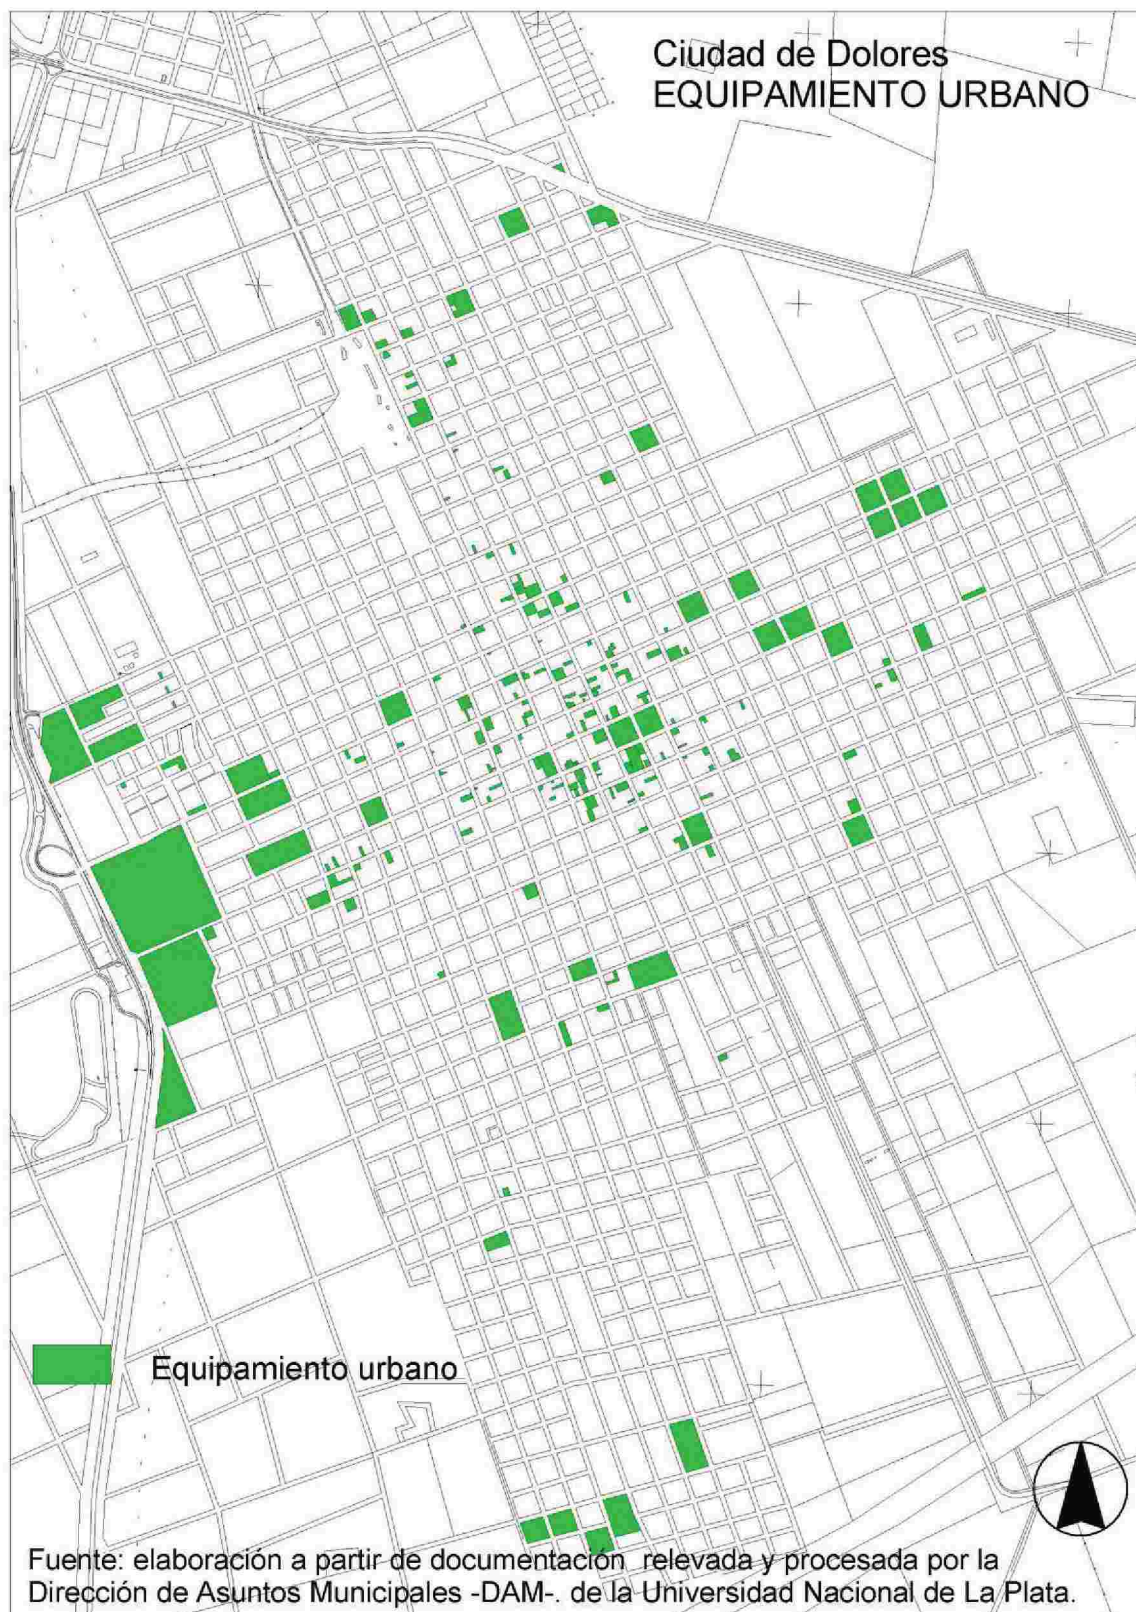 Ciudad de Dolores
EQUIPAMIENTO URBANO
Equipamiento urbano
Fuente: elaboración a partir de documentación relevada y procesada por la
Dirección de Asuntos Municipales -DAM-. de la Universidad Nacional de La Plata.